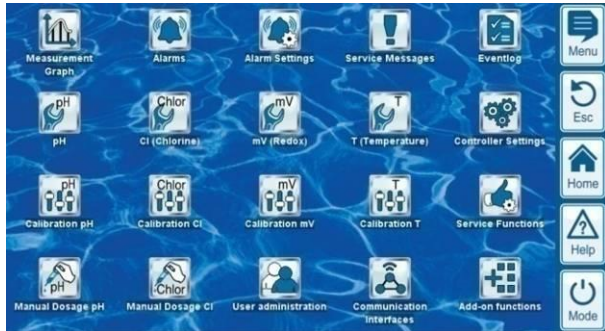 Measurement
Graph
Alarms
Alarm Settings
Service Messages
Eventlog
Menu
pH
pH
Chlor
Cl (Chlorine)
mV
mV (Redox)
T
T (Temperature)
Controller Settings
Esc
Home
pH
Calibration pH
Chlor
Calibration Cl
mV
Calibration mV
T
Calibration T
Service Functions
?
Help
pH
Manual Dosage pH
Chlor
Manual Dosage Cl
User administration
Communication
Interfaces
Add-on functions
Mode